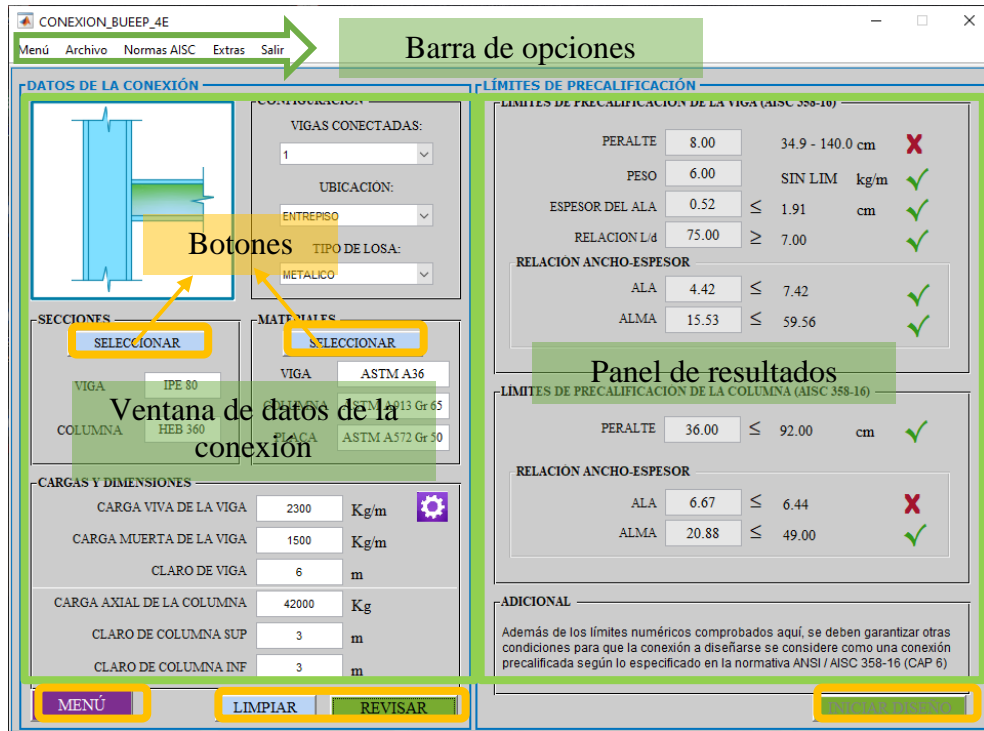 CONEXION_BUEEP_4E
Menú Archivo Normas AISC Extras Salir
Barra de opciones
DATOS DE LA CONEXIÓN
CONFIGURACIÓN
VIGAS CONECTADAS:
1
UBICACIÓN:
ENTREPISO
TIPO DE LOSA:
METALICO
Botones
SECCIONES
SELECCIONAR
VIGA IPE 80
COLUMNA HEB 360
MATERIALES
SELECCIONAR
VIGA ASTM A36
COLUMNA ASTM A913 Gr 65
PLACA ASTM A572 Gr 50
Ventana de datos de la
conexión
CARGAS Y DIMENSIONES
CARGA VIVA DE LA VIGA 2300 Kg/m
CARGA MUERTA DE LA VIGA 1500 Kg/m
CLARO DE VIGA 6 m
CARGA AXIAL DE LA COLUMNA 42000 Kg
CLARO DE COLUMNA SUP 3 m
CLARO DE COLUMNA INF 3 m
MENÚ LIMPIAR REVISAR
LÍMITES DE PRECALIFICACIÓN
LÍMITES DE PRECALIFICACIÓN DE LA VIGA (AISC 358-16)
PERALTE 8.00 34.9 - 140.0 cm
PESO 6.00 SIN LIM kg/m
ESPESOR DEL ALA 0.52 ≤ 1.91 cm
RELACION L/d 75.00 ≥ 7.00
RELACIÓN ANCHO-ESPESOR
ALA 4.42 ≤ 7.42
ALMA 15.53 ≤ 59.56
Panel de resultados
LÍMITES DE PRECALIFICACIÓN DE LA COLUMNA (AISC 358-16)
PERALTE 36.00 ≤ 92.00 cm
RELACIÓN ANCHO-ESPESOR
ALA 6.67 ≤ 6.44
ALMA 20.88 ≤ 49.00
ADICIONAL
Además de los límites numéricos comprobados aquí, se deben garantizar otras
condiciones para que la conexión a diseñarse se considere como una conexión
precalificada según lo especificado en la normativa ANSI / AISC 358-16 (CAP 6)
INICIAR DISEÑO